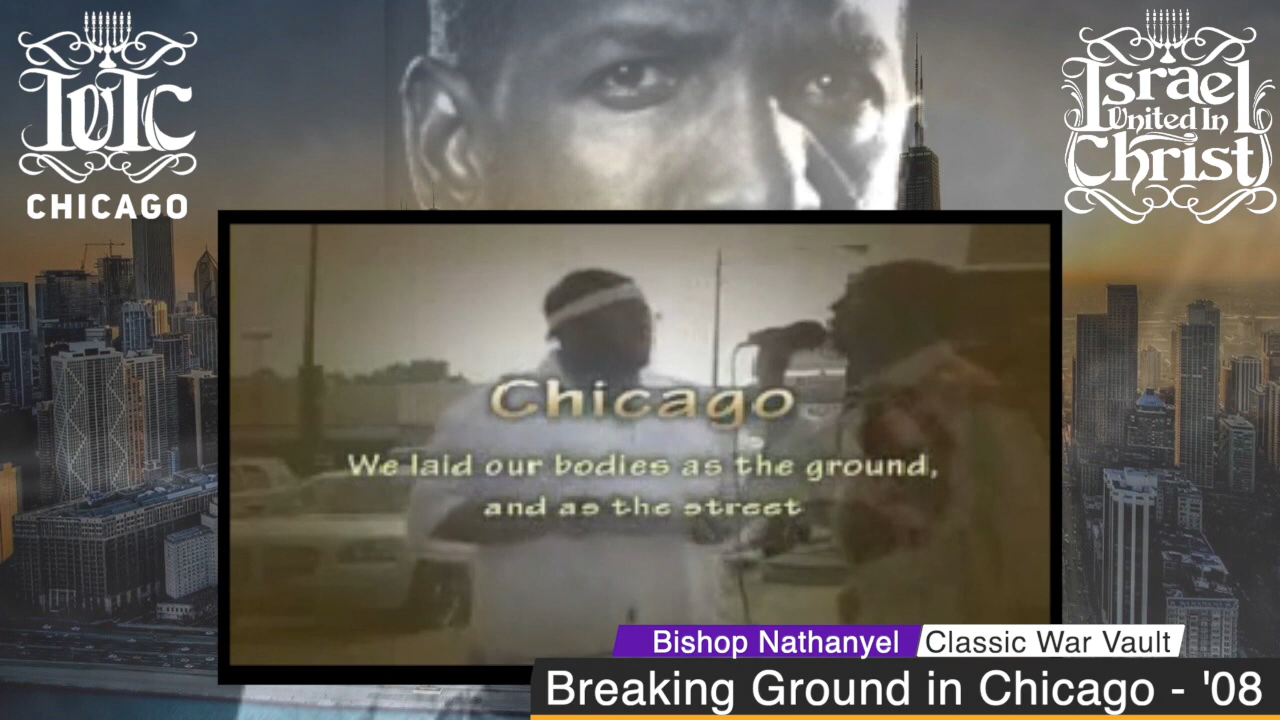 IUIC
CHICAGO
Israel
United In
Christ
Chicago
We laid our bodies as the ground,
and as the street
Bishop Nathanyel
Classic War Vault
Breaking Ground in Chicago - '08